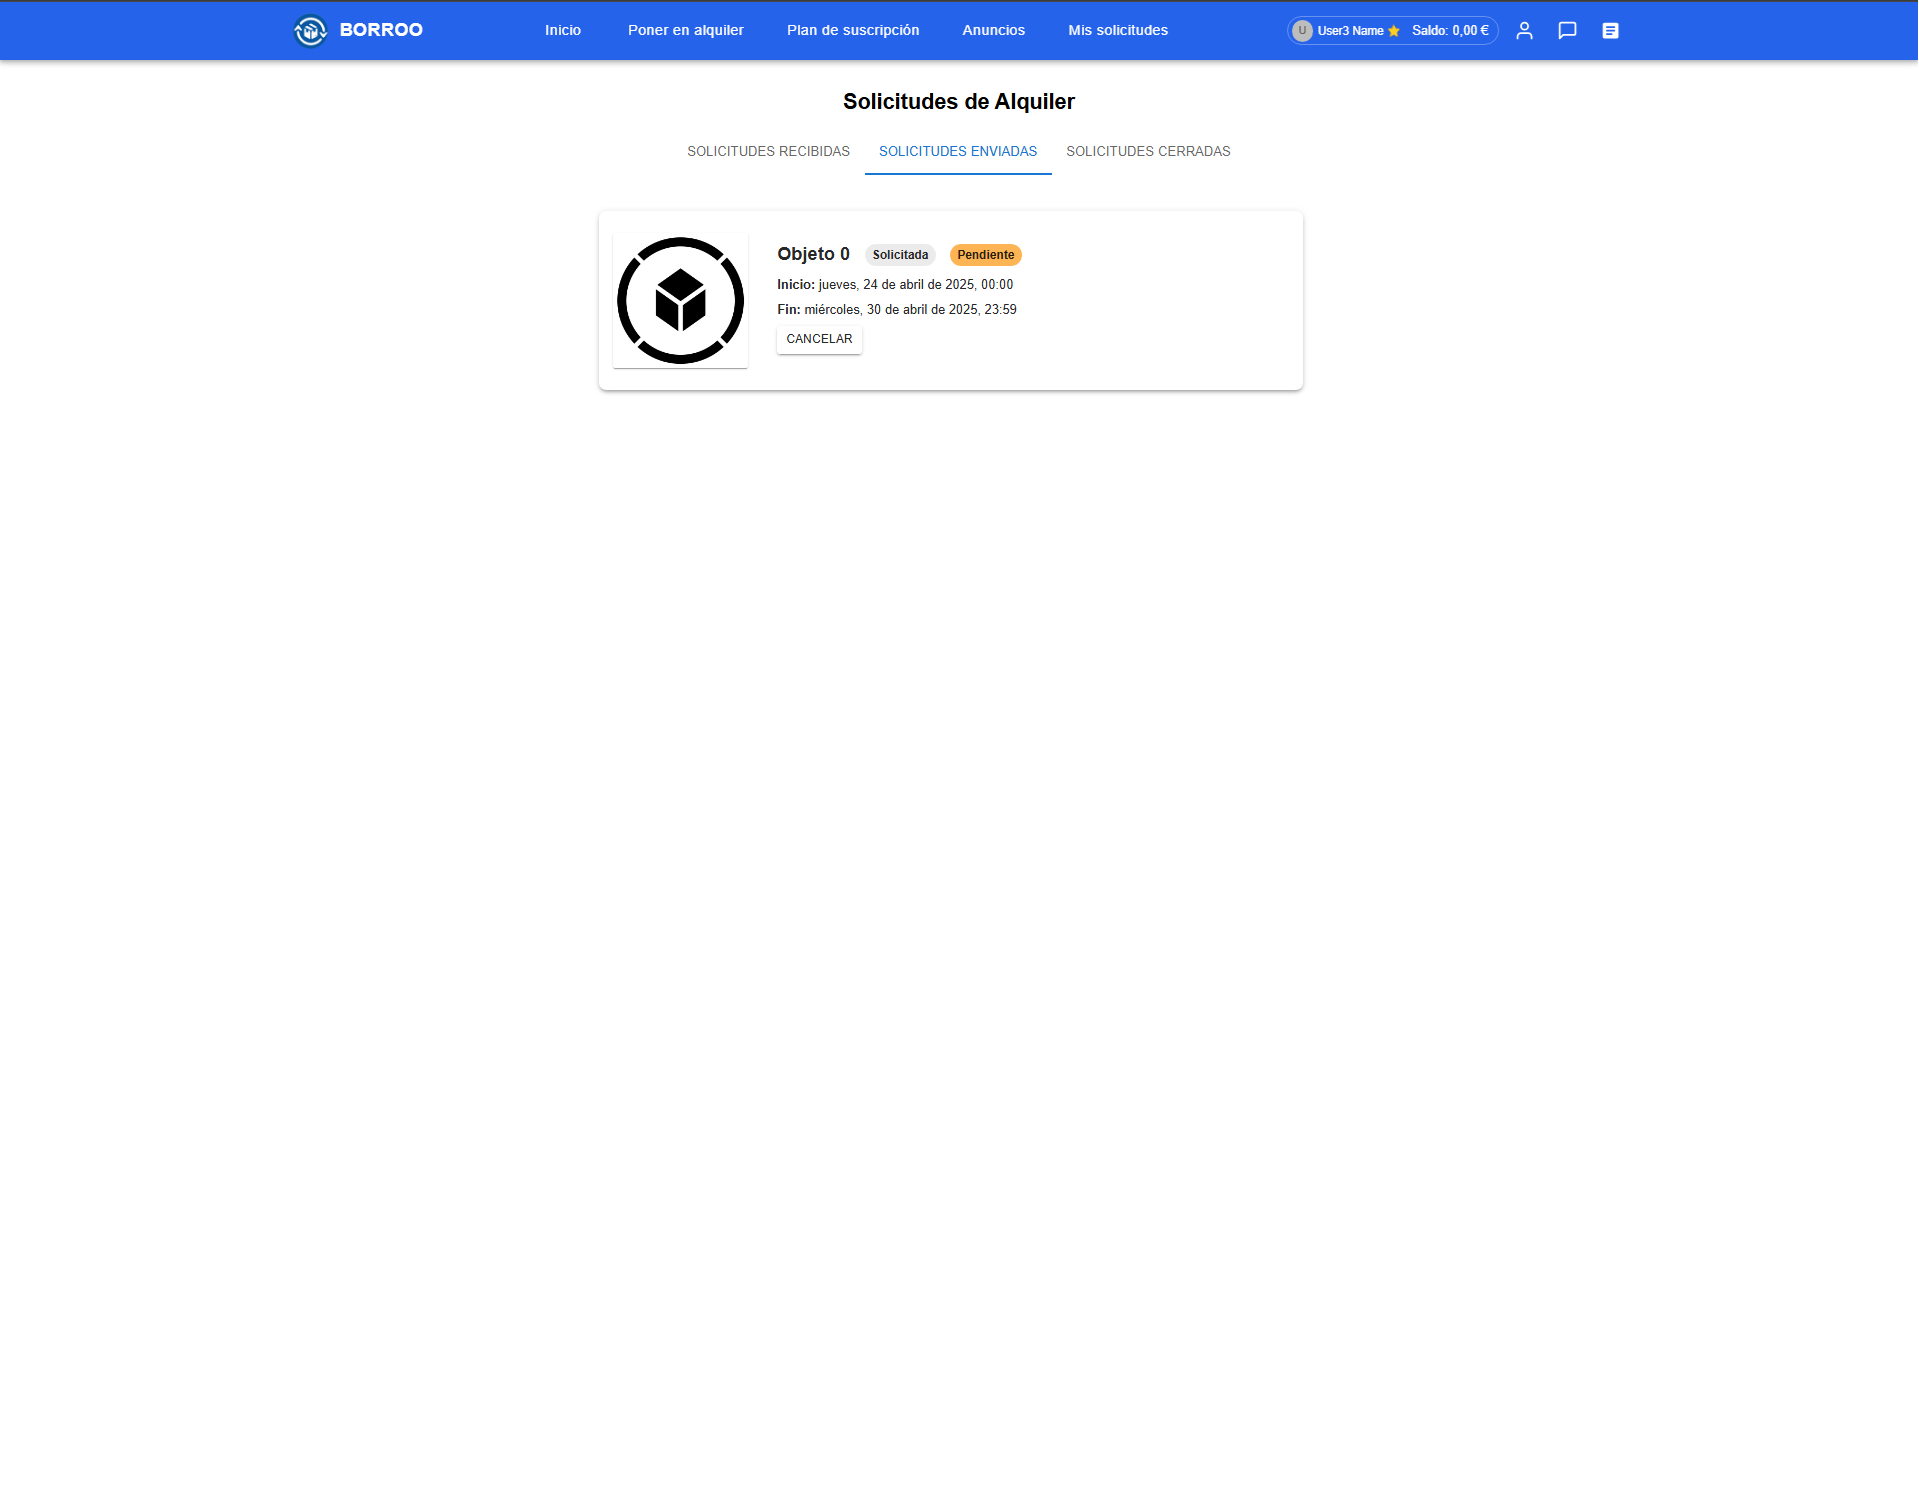 BORROO Inicio Poner en alquiler Plan de suscripción Anuncios Mis solicitudes U User3 Name Saldo: 0,00 €
Solicitudes de Alquiler
SOLICITUDES RECIBIDAS SOLICITUDES ENVIADAS SOLICITUDES CERRADAS
Objeto 0 Solicitada Pendiente
Inicio: jueves, 24 de abril de 2025, 00:00
Fin: miércoles, 30 de abril de 2025, 23:59
CANCELAR